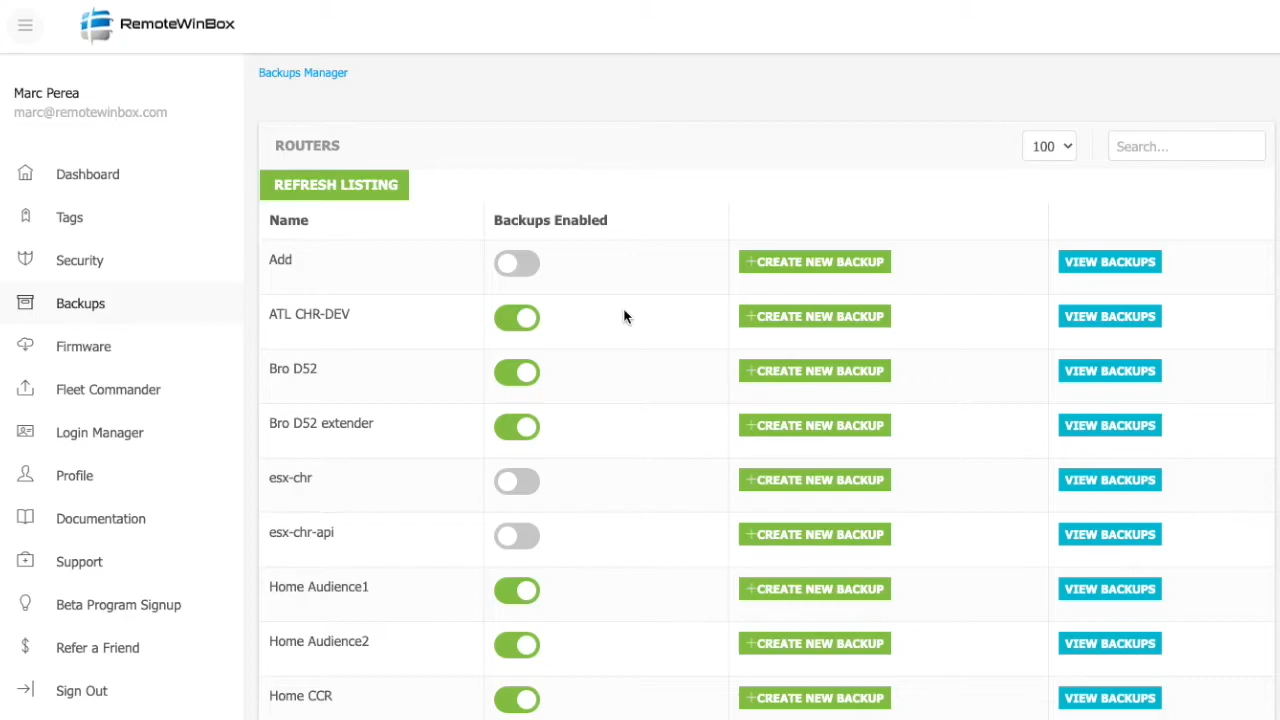 RemoteWinBox
Marc Perea
marc@remotewinbox.com
Dashboard
Tags
Security
Backups
Firmware
Fleet Commander
Login Manager
Profile
Documentation
Support
Beta Program Signup
Refer a Friend
Sign Out
Backups Manager
ROUTERS
100
Search...
REFRESH LISTING
Name Backups Enabled
Add +CREATE NEW BACKUP VIEW BACKUPS
ATL CHR-DEV +CREATE NEW BACKUP VIEW BACKUPS
Bro D52 +CREATE NEW BACKUP VIEW BACKUPS
Bro D52 extender +CREATE NEW BACKUP VIEW BACKUPS
esx-chr +CREATE NEW BACKUP VIEW BACKUPS
esx-chr-api +CREATE NEW BACKUP VIEW BACKUPS
Home Audience1 +CREATE NEW BACKUP VIEW BACKUPS
Home Audience2 +CREATE NEW BACKUP VIEW BACKUPS
Home CCR +CREATE NEW BACKUP VIEW BACKUPS